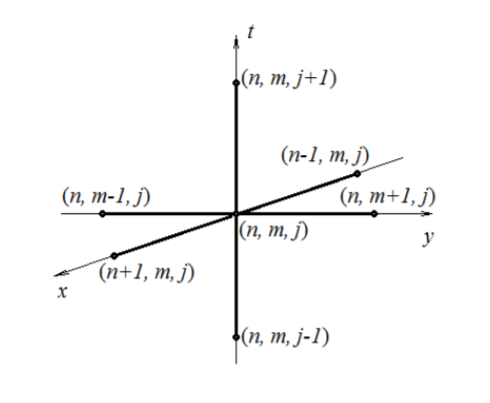 t
(n, m, j+1)
(n-1, m, j)
(n, m-1, j)
(n, m+1, j)
(n, m, j)
y
(n+1, m, j)
x
(n, m, j-1)